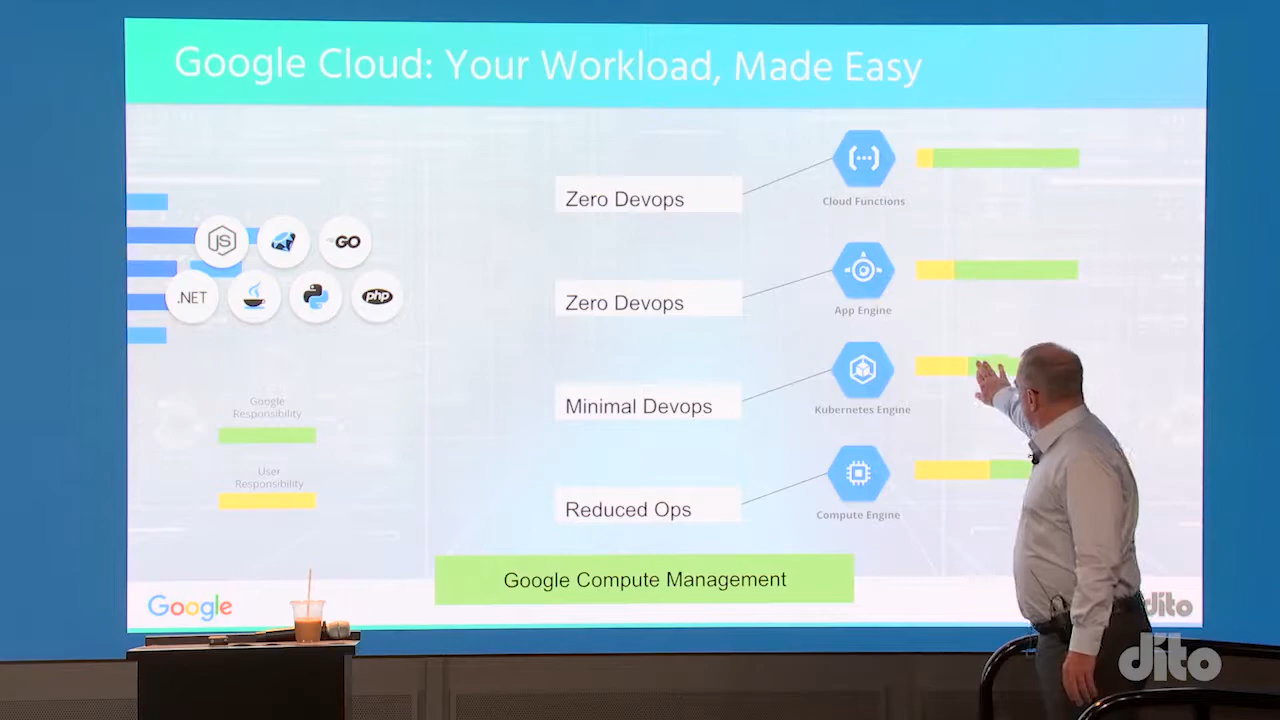 Google Cloud: Your Workload, Made Easy
Zero Devops
Cloud Functions
JS
GO
.NET
php
Zero Devops
App Engine
Minimal Devops
Kubernetes Engine
Google
Responsibility
User
Responsibility
Reduced Ops
Compute Engine
Google Compute Management
Google
dito
dito